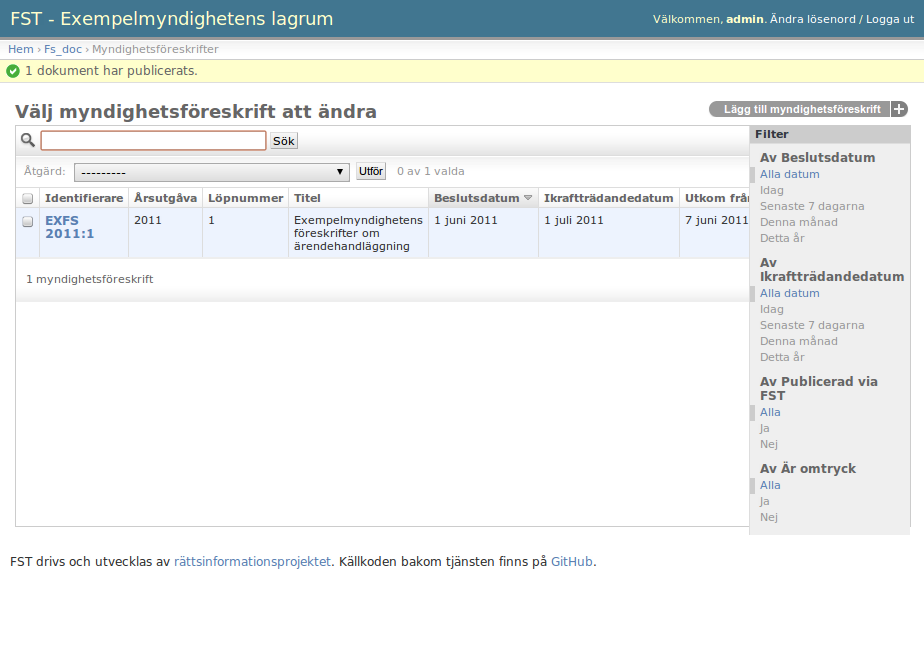 FST - Exempelmyndighetens lagrum
Välkommen, admin. Ändra lösenord / Logga ut
Hem › Fs_doc › Myndighetsföreskrifter
1 dokument har publicerats.
Välj myndighetsföreskrift att ändra
Lägg till myndighetsföreskrift
Sök
Åtgärd: --------- Utför 0 av 1 valda
Identifierare Årsutgåva Löpnummer Titel Beslutsdatum Ikraftträdandedatum Utkom från
EXFS 2011:1 2011 1 Exempelmyndighetens föreskrifter om ärendehandläggning 1 juni 2011 1 juli 2011 7 juni 2011
1 myndighetsföreskrift
Filter
Av Beslutsdatum
Alla datum
Idag
Senaste 7 dagarna
Denna månad
Detta år
Av
Ikraftträdandedatum
Alla datum
Idag
Senaste 7 dagarna
Denna månad
Detta år
Av Publicerad via
FST
Alla
Ja
Nej
Av Är omtryck
Alla
Ja
Nej
FST drivs och utvecklas av rättsinformationsprojektet. Källkoden bakom tjänsten finns på GitHub.